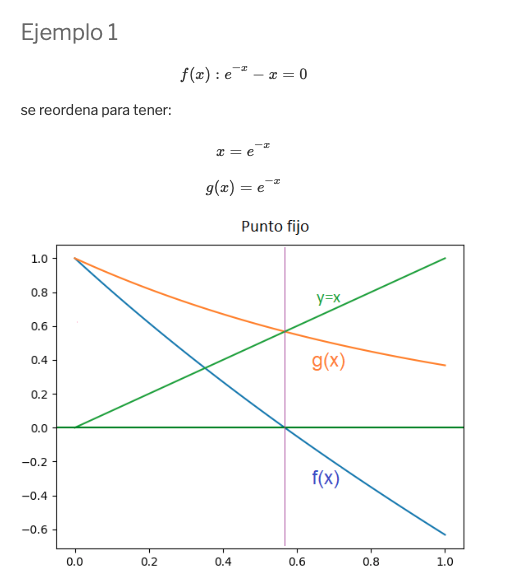 Ejemplo 1
f(x) : e^{-x} − x = 0
se reordena para tener:
x = e^{-x}
g(x) = e^{-x}
Punto fijo
1.0
0.8
0.6
0.4
0.2
0.0
−0.2
−0.4
−0.6
y=x
g(x)
f(x)
0.0 0.2 0.4 0.6 0.8 1.0